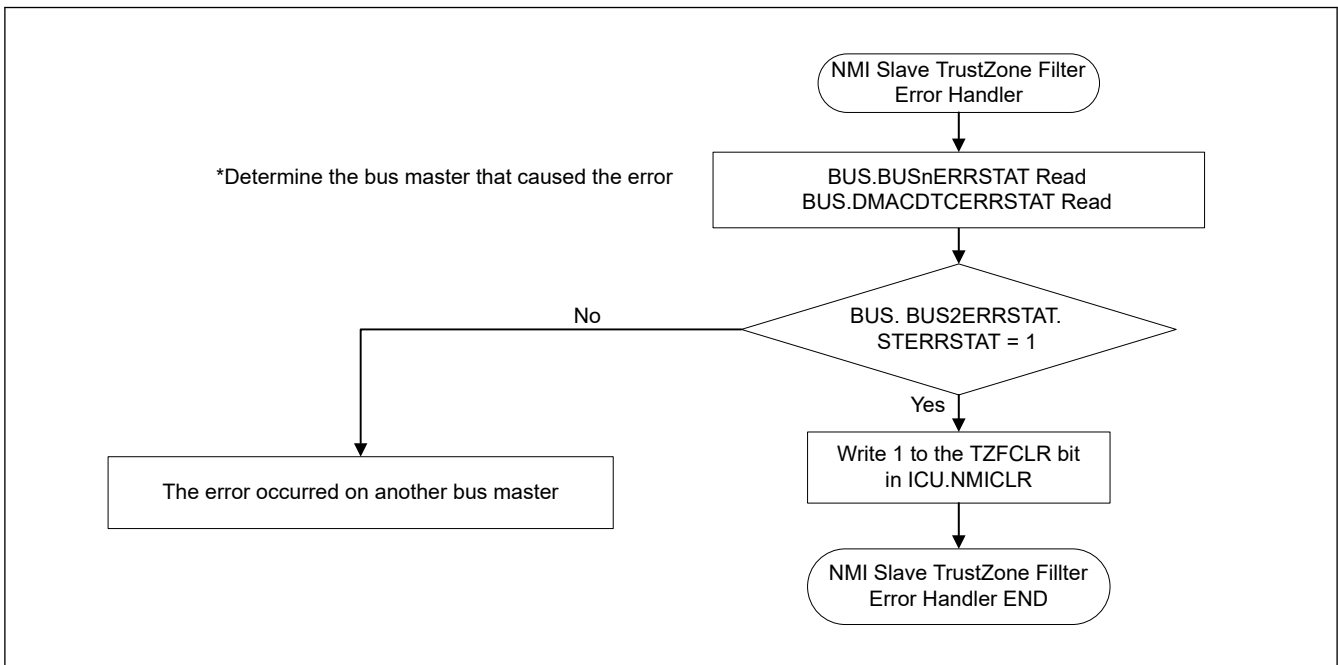 NMI Slave TrustZone Filter
Error Handler
*Determine the bus master that caused the error
BUS.BUSnERRSTAT Read
BUS.DMACDTCERRSTAT Read
BUS. BUS2ERRSTAT.
STERRSTAT = 1
No
Yes
Write 1 to the TZFCLR bit
in ICU.NMICLR
The error occurred on another bus master
NMI Slave TrustZone Fillter
Error Handler END